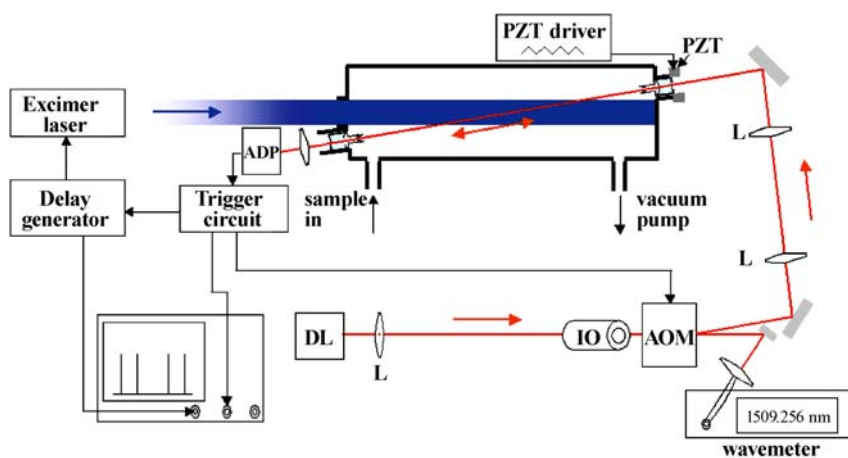 PZT driver
PZT
Excimer
laser
L
ADP
Delay
generator
Trigger
circuit
sample
in
vacuum
pump
L
DL
L
IO
AOM
1509.256 nm
wavemeter